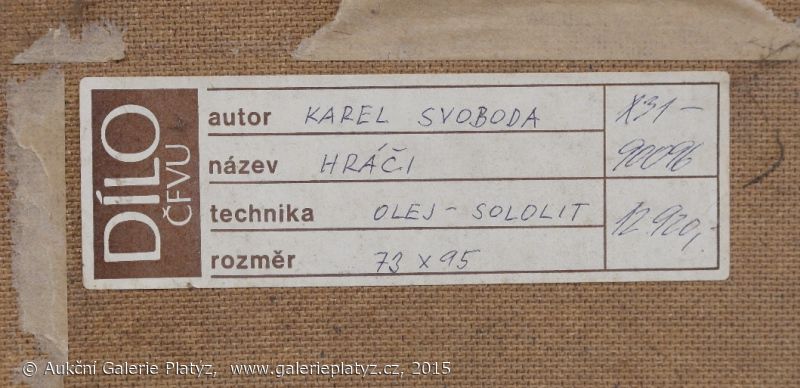 DÍLO
ČFVU
autor KAREL SVOBODA
název HRÁČI
technika OLEJ - SOLOLIT
rozměr 73 x 95
90096
12.920,-
© Aukční Galerie Platýz, www.galerieplatyz.cz, 2015